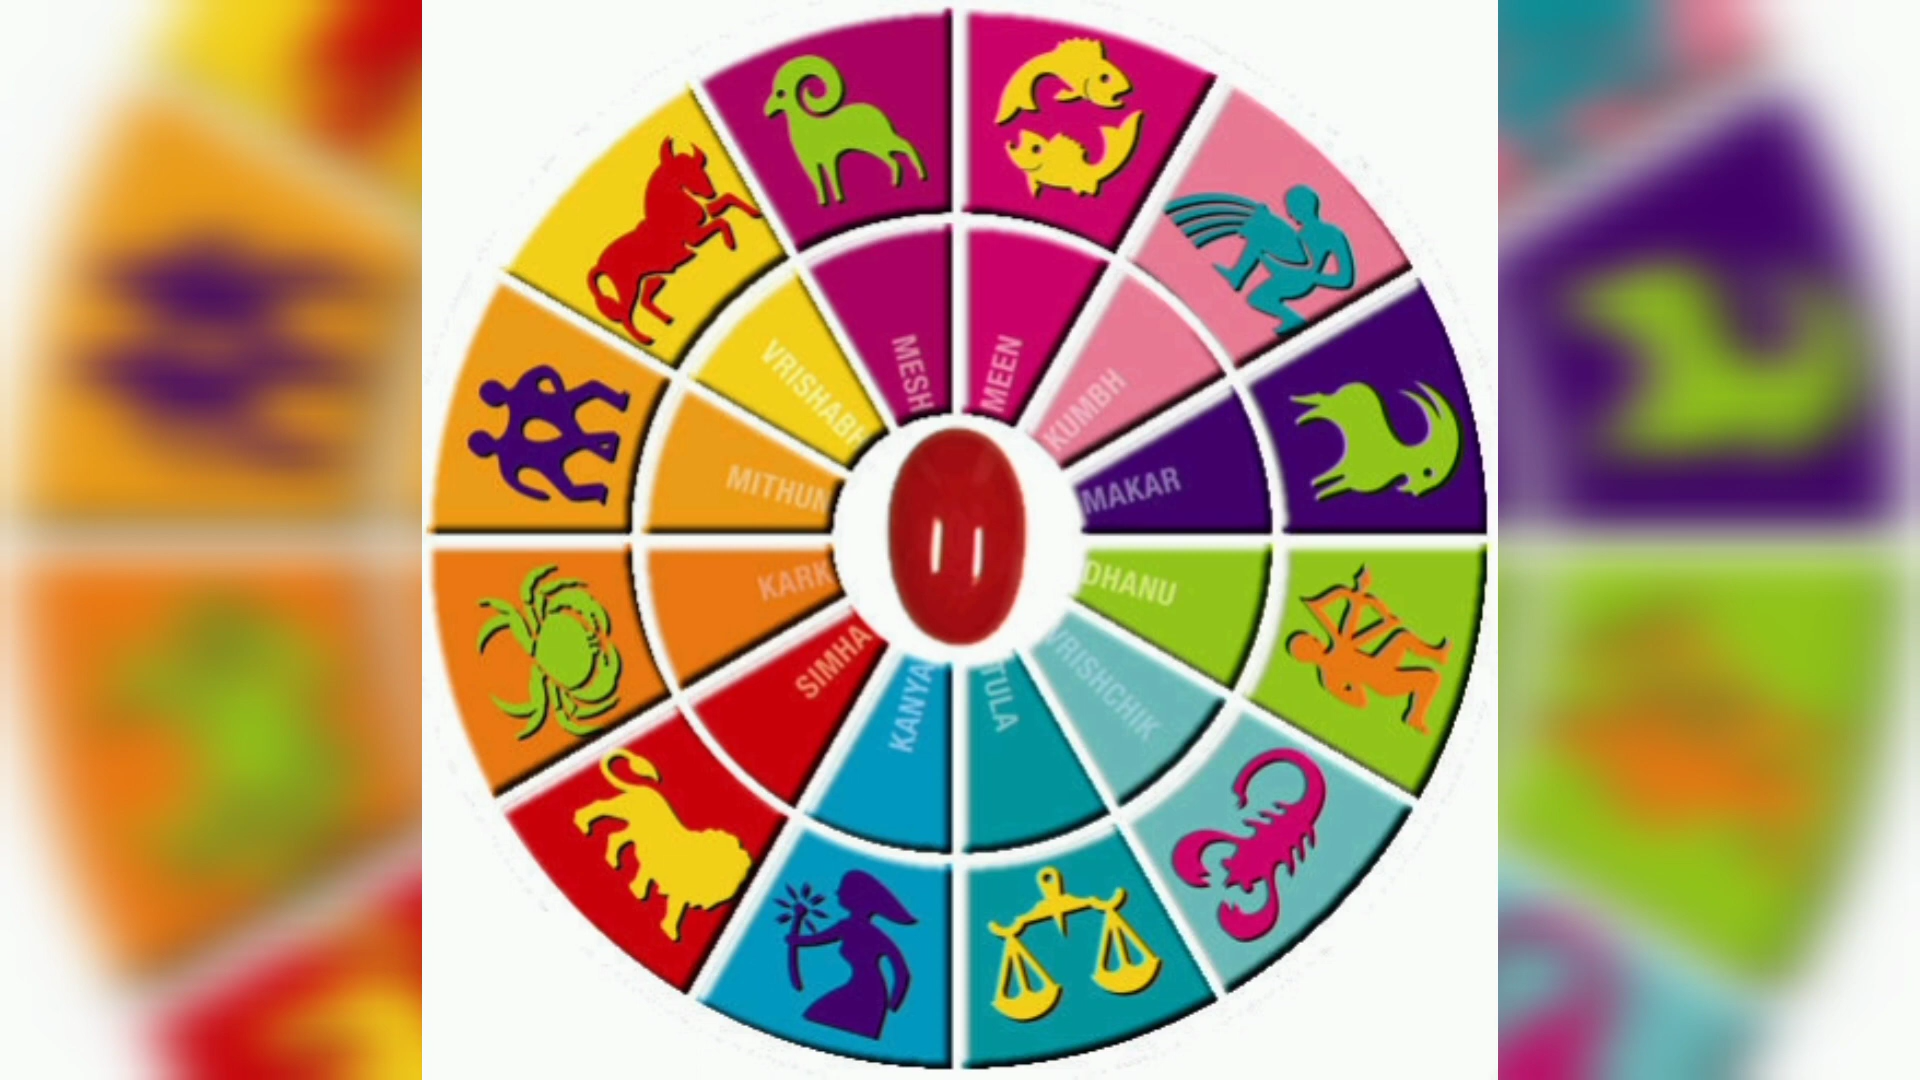 MESH
MEEN
KUMBH
MAKAR
DHANU
VRISHCHIK
TULA
KANYA
SIMHA
KARK
MITHUN
VRISHABH